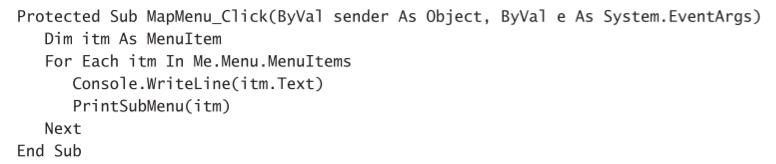 Protected Sub MapMenu_Click(ByVal sender As Object, ByVal e As System.EventArgs)
   Dim itm As MenuItem
   For Each itm In Me.Menu.MenuItems
      Console.WriteLine(itm.Text)
      PrintSubMenu(itm)
   Next
End Sub